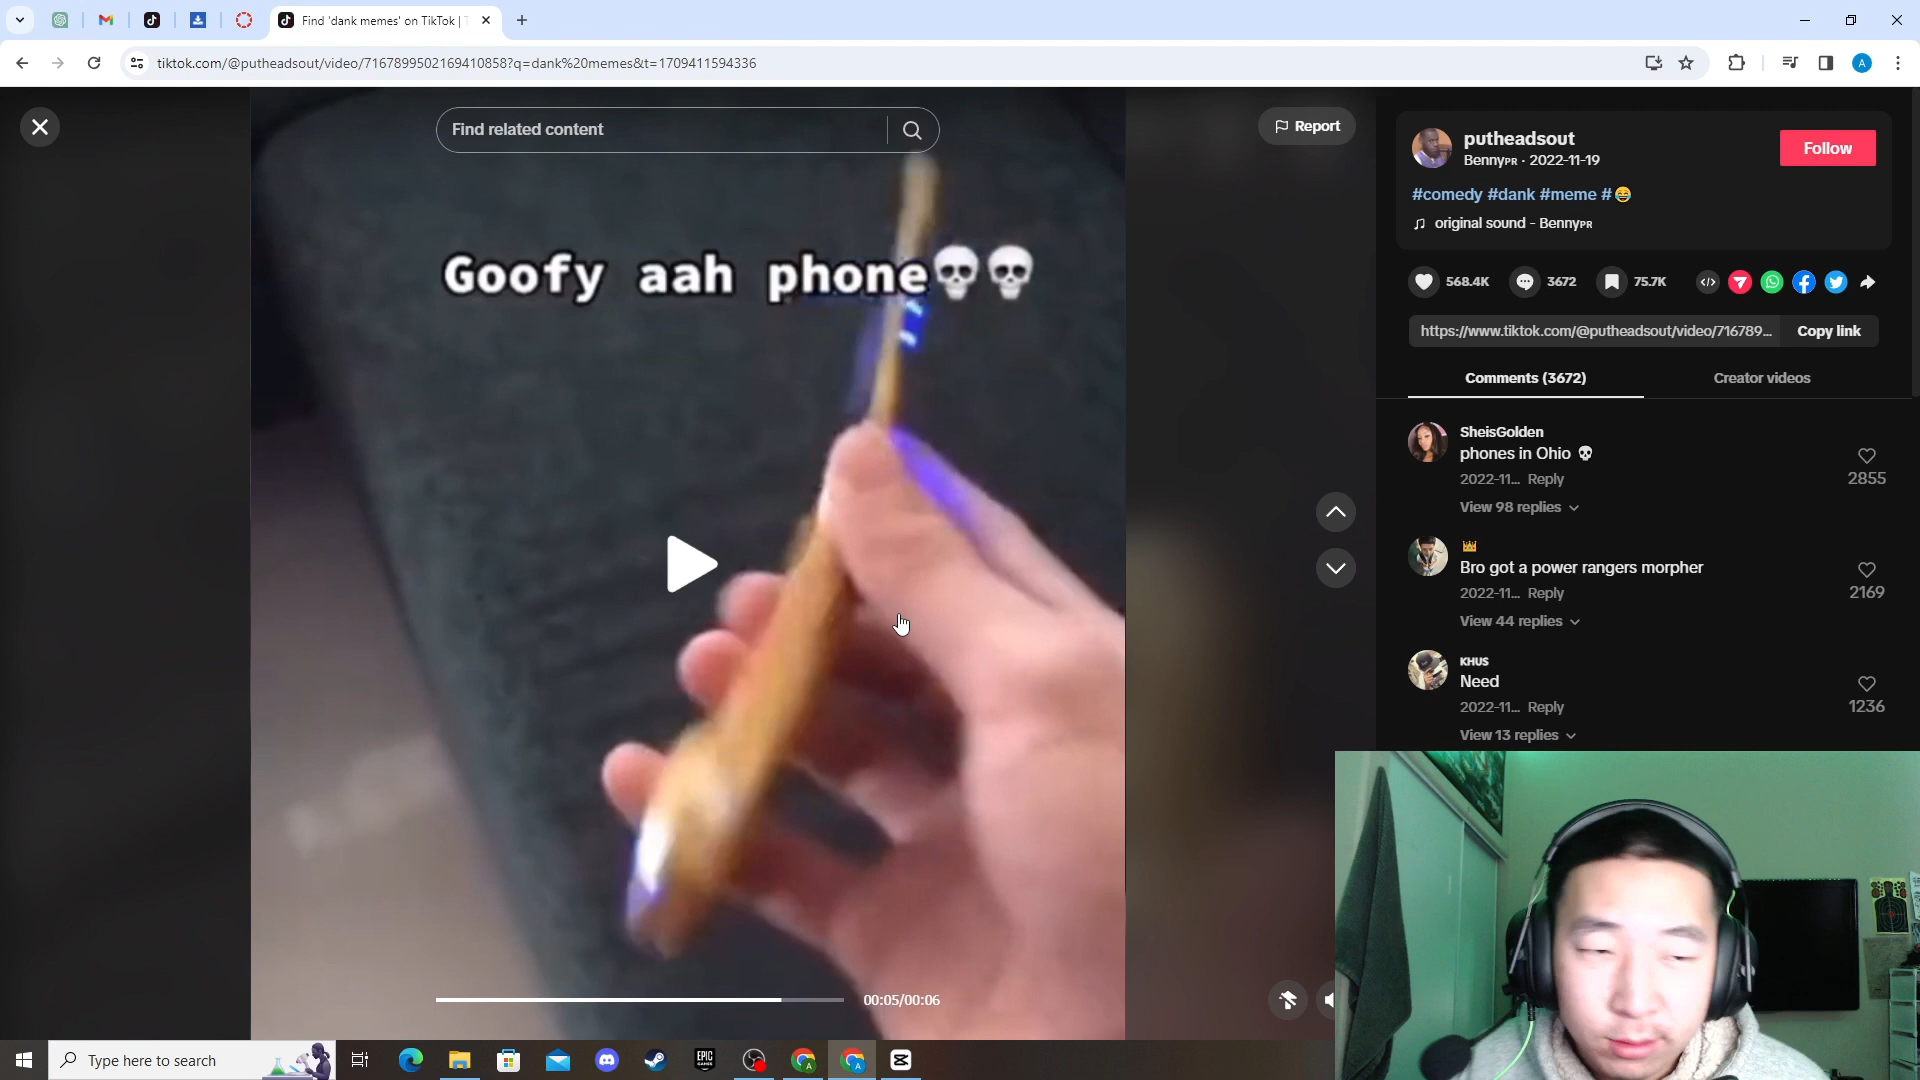 Find 'dank memes' on TikTok | T
tiktok.com/@putheadsout/video/7167899502169410858?q=dank%20memes&t=1709411594336
A
Find related content
Report
Goofy aah phone💀💀
00:05/00:06
putheadsout
Follow
BennyPR · 2022-11-19
#comedy #dank #meme #😄
original sound - BennyPR
568.4K
3672
75.7K
https://www.tiktok.com/@putheadsout/video/716789...
Copy link
Comments (3672)
Creator videos
SheisGolden
phones in Ohio 💀
2022-11... Reply
2855
View 98 replies
👑
Bro got a power rangers morpher
2022-11... Reply
2169
View 44 replies
KHUS
Need
2022-11... Reply
1236
View 13 replies
Type here to search
EPIC
GAMES
A
A